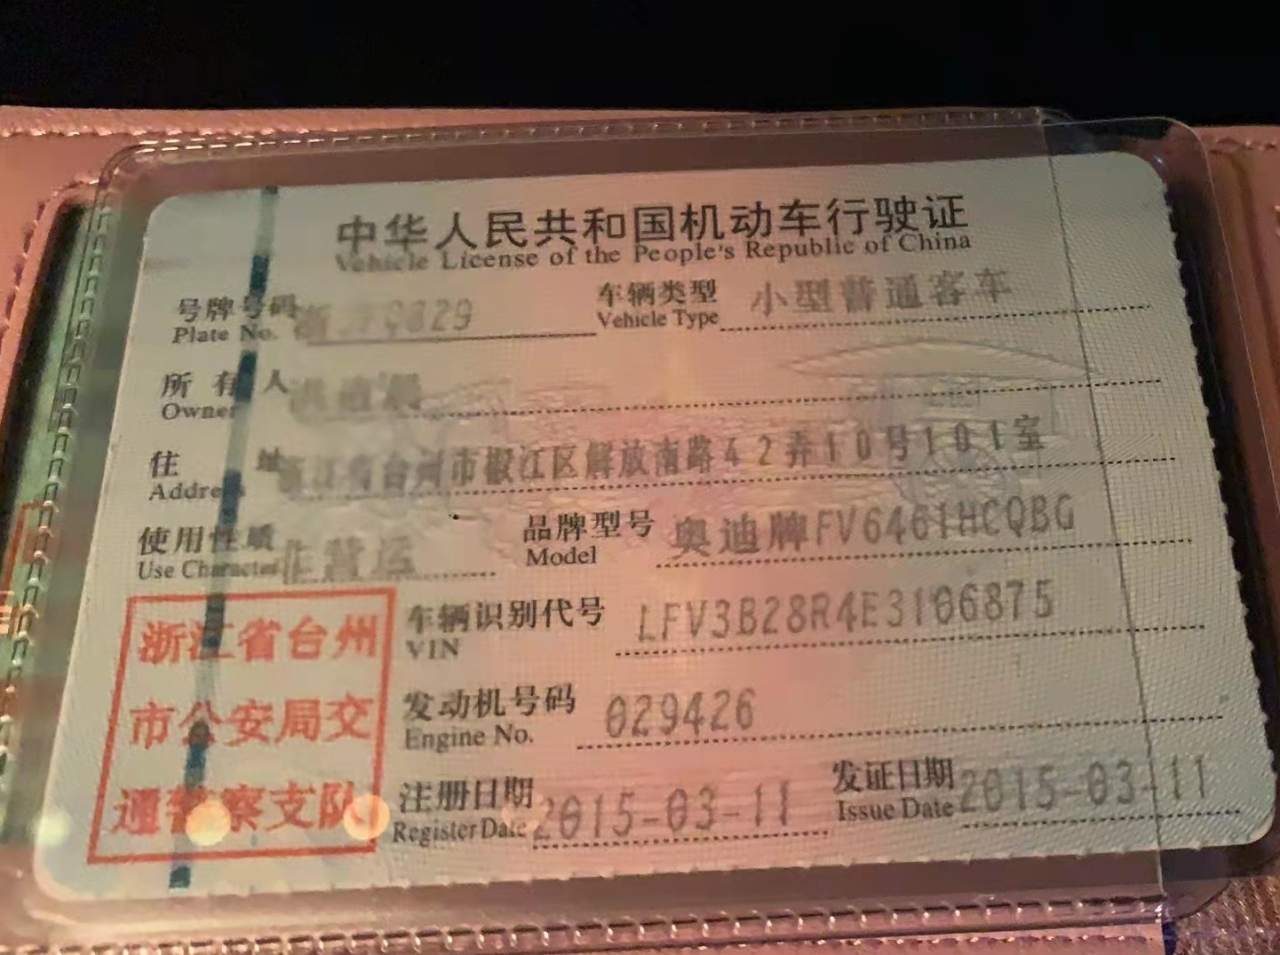 中华人民共和国机动车行驶证
Vehicle License of the People's Republic of China
号牌号码 9829 车辆类型 小型普通客车
Plate No. Vehicle Type
所有人
Owner
住址 浙江省台州市椒江区解放南路42弄10号101室
Address
使用性质 非营运 品牌型号 奥迪牌FV6461HCQBG
Use Character Model
浙江省台州 车辆识别代号 LFV3B28R4E3106875
VIN
市公安局交 发动机号码 029426
Engine No.
通警察支队 注册日期 2015-03-11 发证日期 2015-03-11
Register Date Issue Date